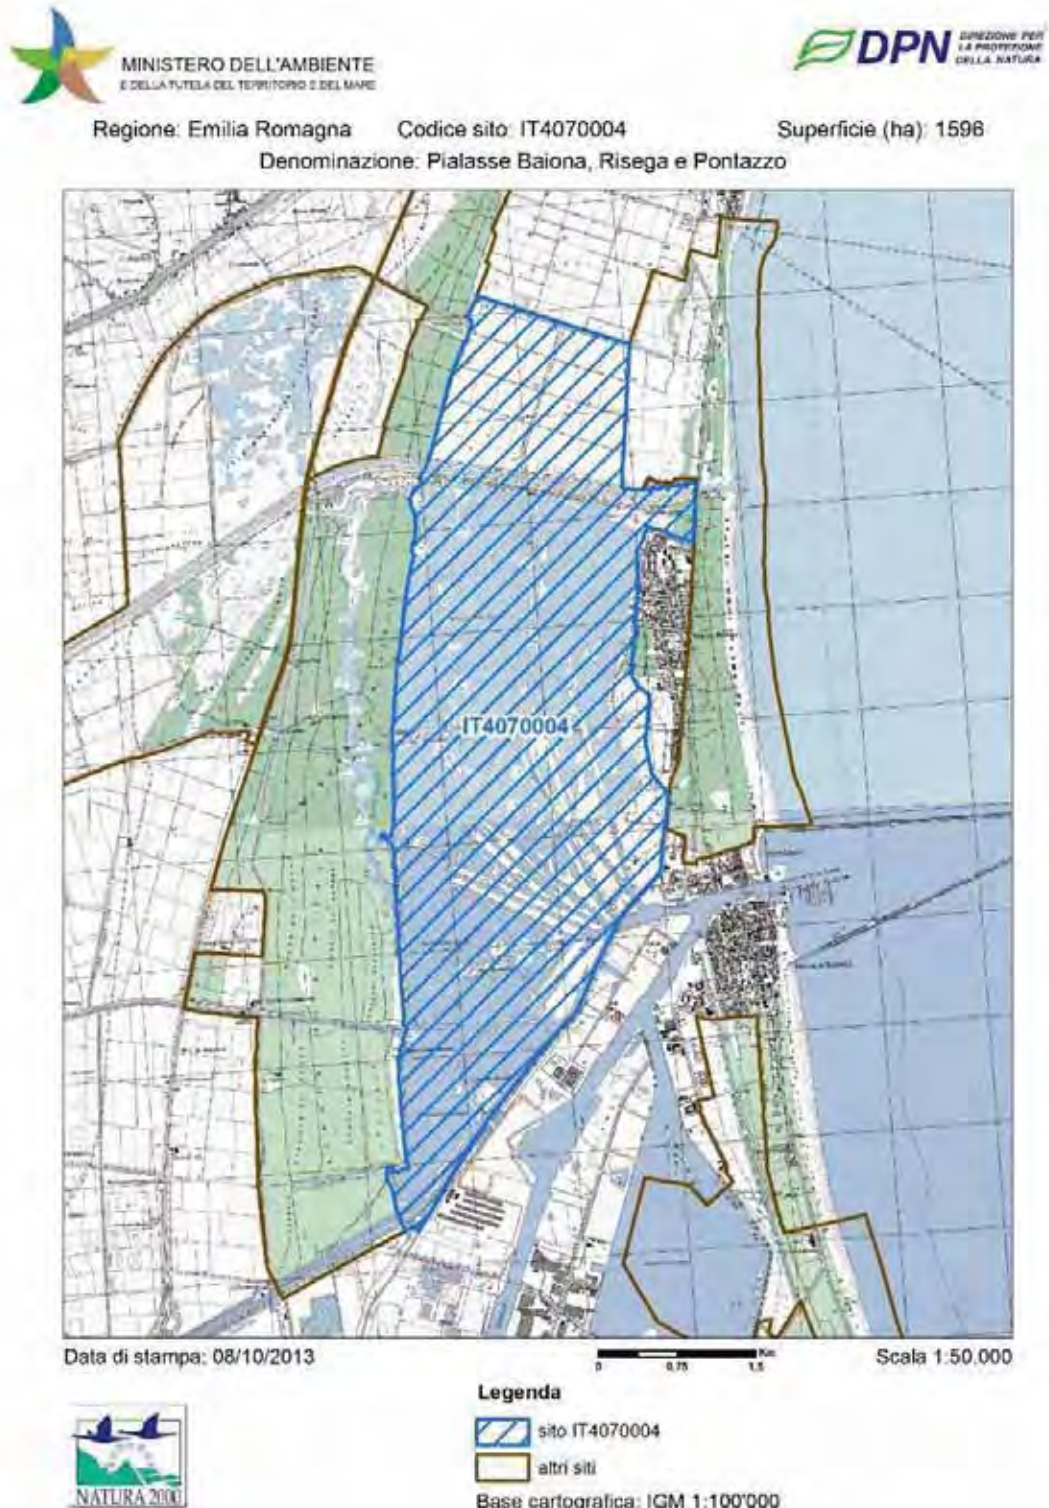 MINISTERO DELL'AMBIENTE
E DELLA TUTELA DEL TERRITORIO E DEL MARE
DPN DIREZIONE PER
LA PROTEZIONE
DELLA NATURA
Regione: Emilia Romagna Codice sito: IT4070004 Superficie (ha): 1596
Denominazione: Pialasse Baiona, Risega e Pontazzo
IT4070004
Data di stampa: 08/10/2013
0 0,75 1,5 Km
Scala 1:50.000
Legenda
sito IT4070004
altri siti
NATURA 2000
Base cartografica: IGM 1:100'000